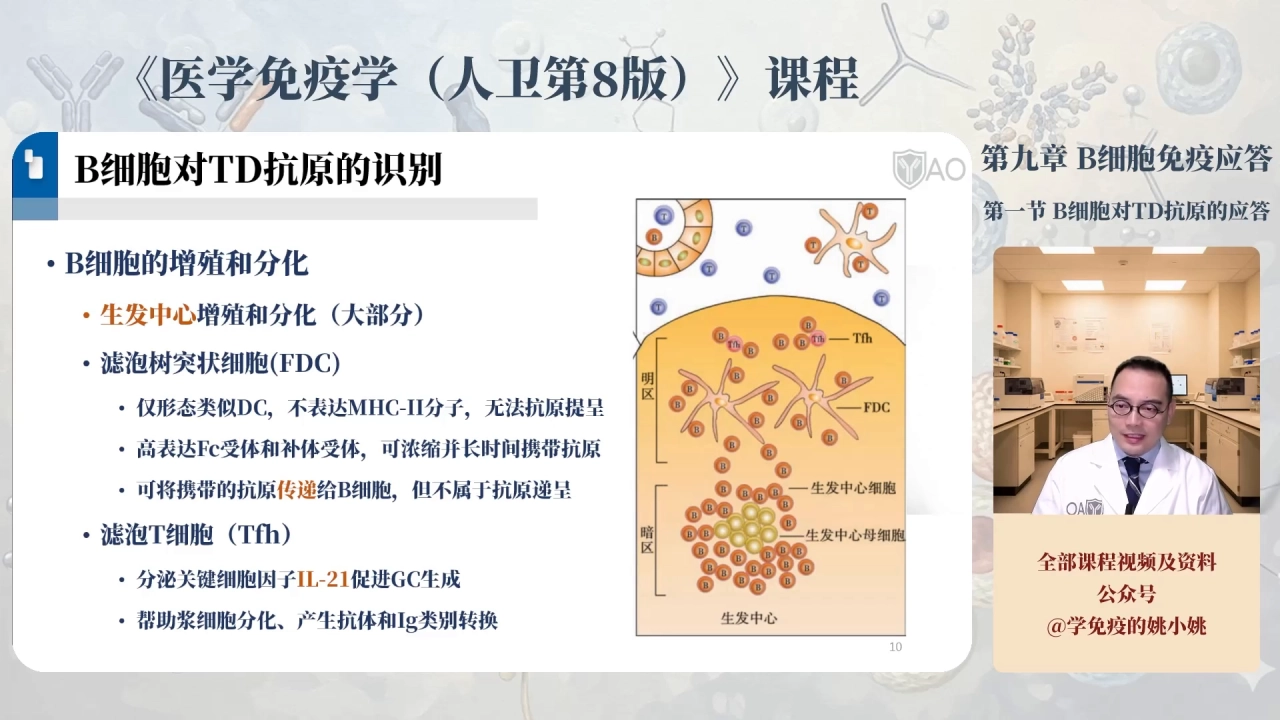 《医学免疫学（人卫第8版）》课程
B细胞对TD抗原的识别
AO
第九章 B细胞免疫应答
第一节 B细胞对TD抗原的应答
• B细胞的增殖和分化
• 生发中心增殖和分化（大部分）
• 滤泡树突状细胞(FDC)
• 仅形态类似DC，不表达MHC-II分子，无法抗原提呈
• 高表达Fc受体和补体受体，可浓缩并长时间携带抗原
• 可将携带的抗原传递给B细胞，但不属于抗原递呈
• 滤泡T细胞（Tfh）
• 分泌关键细胞因子IL-21促进GC生成
• 帮助浆细胞分化、产生抗体和Ig类别转换
Tfh
明区
FDC
生发中心细胞
生发中心母细胞
暗区
生发中心
10
OA
全部课程视频及资料
公众号
@学免疫的姚小姚